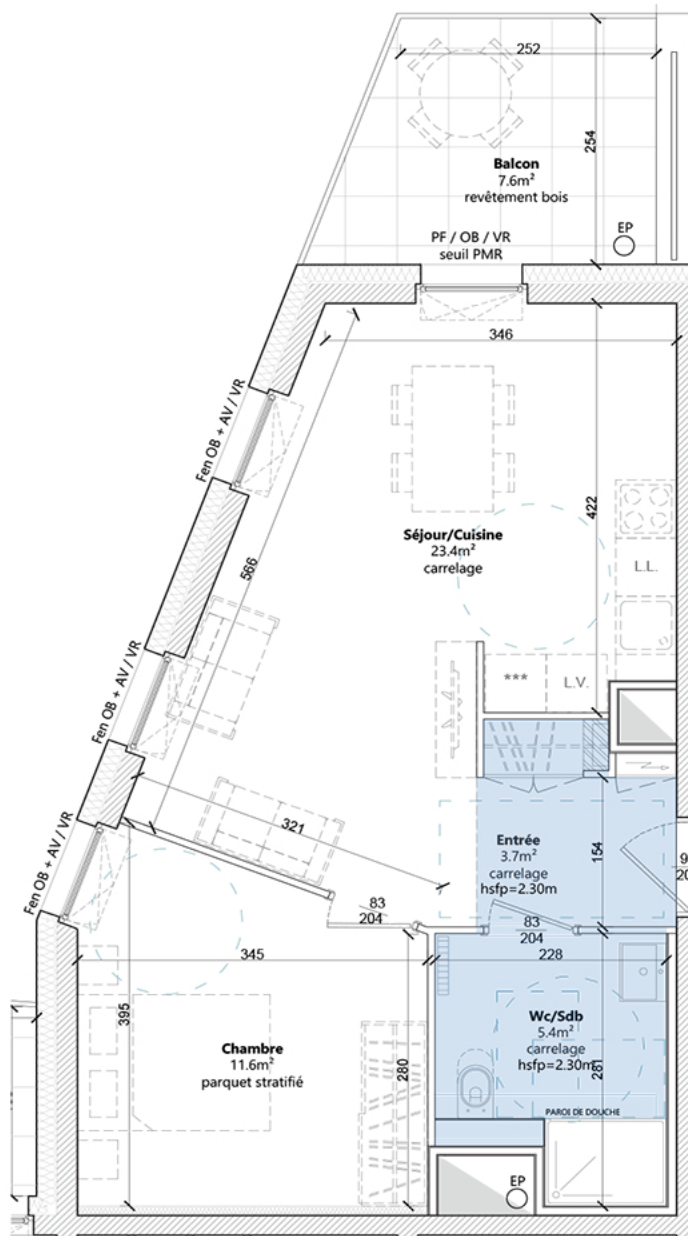 252
254
Balcon
7.6m²
revêtement bois
EP
PF / OB / VR
seuil PMR
346
Fen OB + AV / VR
422
Séjour/Cuisine
23.4m²
carrelage
L.L.
566
Fen OB + AV / VR
***
L.V.
321
Entrée
3.7m²
carrelage
hsfp=2.30m
154
Fen OB + AV / VR
83
204
83
204
345
228
395
Chambre
11.6m²
parquet stratifié
280
Wc/Sdb
5.4m²
carrelage
hsfp=2.30m
281
PAROI DE DOUCHE
EP